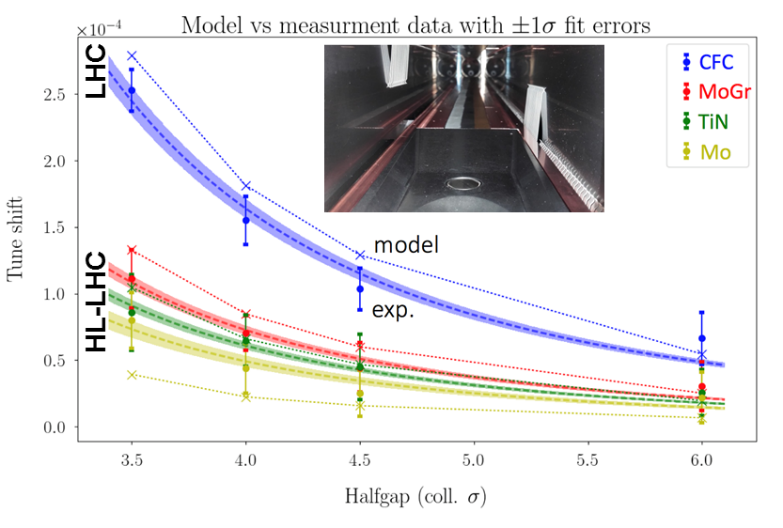 Model vs measurment data with ±1σ fit errors
×10⁻⁴
LHC
HL-LHC
Tune shift
2.5
2.0
1.5
1.0
0.5
0.0
CFC
MoGr
TiN
Mo
model
exp.
3.5 4.0 4.5 5.0 5.5 6.0
Halfgap (coll. σ)